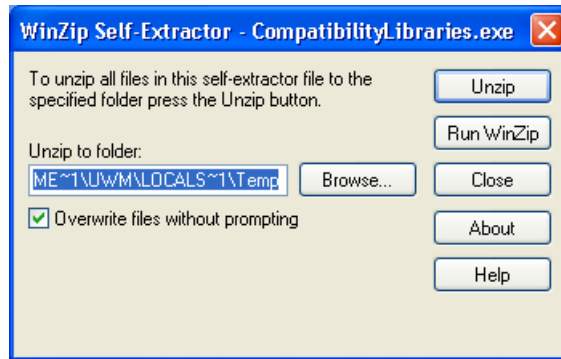 WinZip Self-Extractor - CompatibilityLibraries.exe
To unzip all files in this self-extractor file to the
specified folder press the Unzip button.
Unzip to folder:
ME~1\UWM\LOCALS~1\Temp
Browse...
Overwrite files without prompting
Unzip
Run WinZip
Close
About
Help